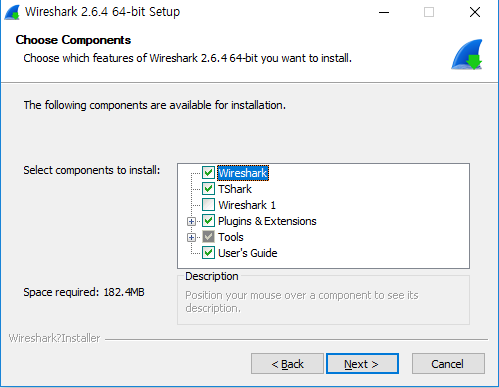 Wireshark 2.6.4 64-bit Setup
Choose Components
Choose which features of Wireshark 2.6.4 64-bit you want to install.
The following components are available for installation.
Select components to install:
Wireshark
TShark
Wireshark 1
Plugins & Extensions
Tools
User's Guide
Space required: 182.4MB
Description
Position your mouse over a component to see its
description.
Wireshark?Installer
< Back
Next >
Cancel